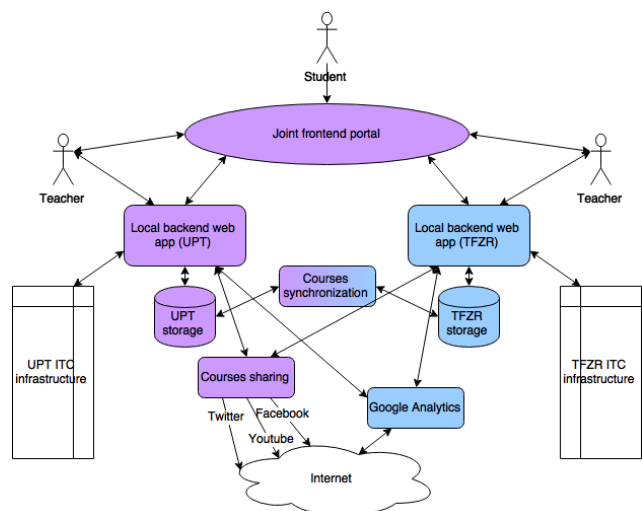 Student
Joint frontend portal
Teacher
Teacher
Local backend web
app (UPT)
Local backend web
app (TFZR)
Courses
synchronization
UPT
storage
TFZR
storage
UPT ITC
infrastructure
TFZR ITC
infrastructure
Courses sharing
Google Analytics
Twitter
Facebook
Youtube
Internet